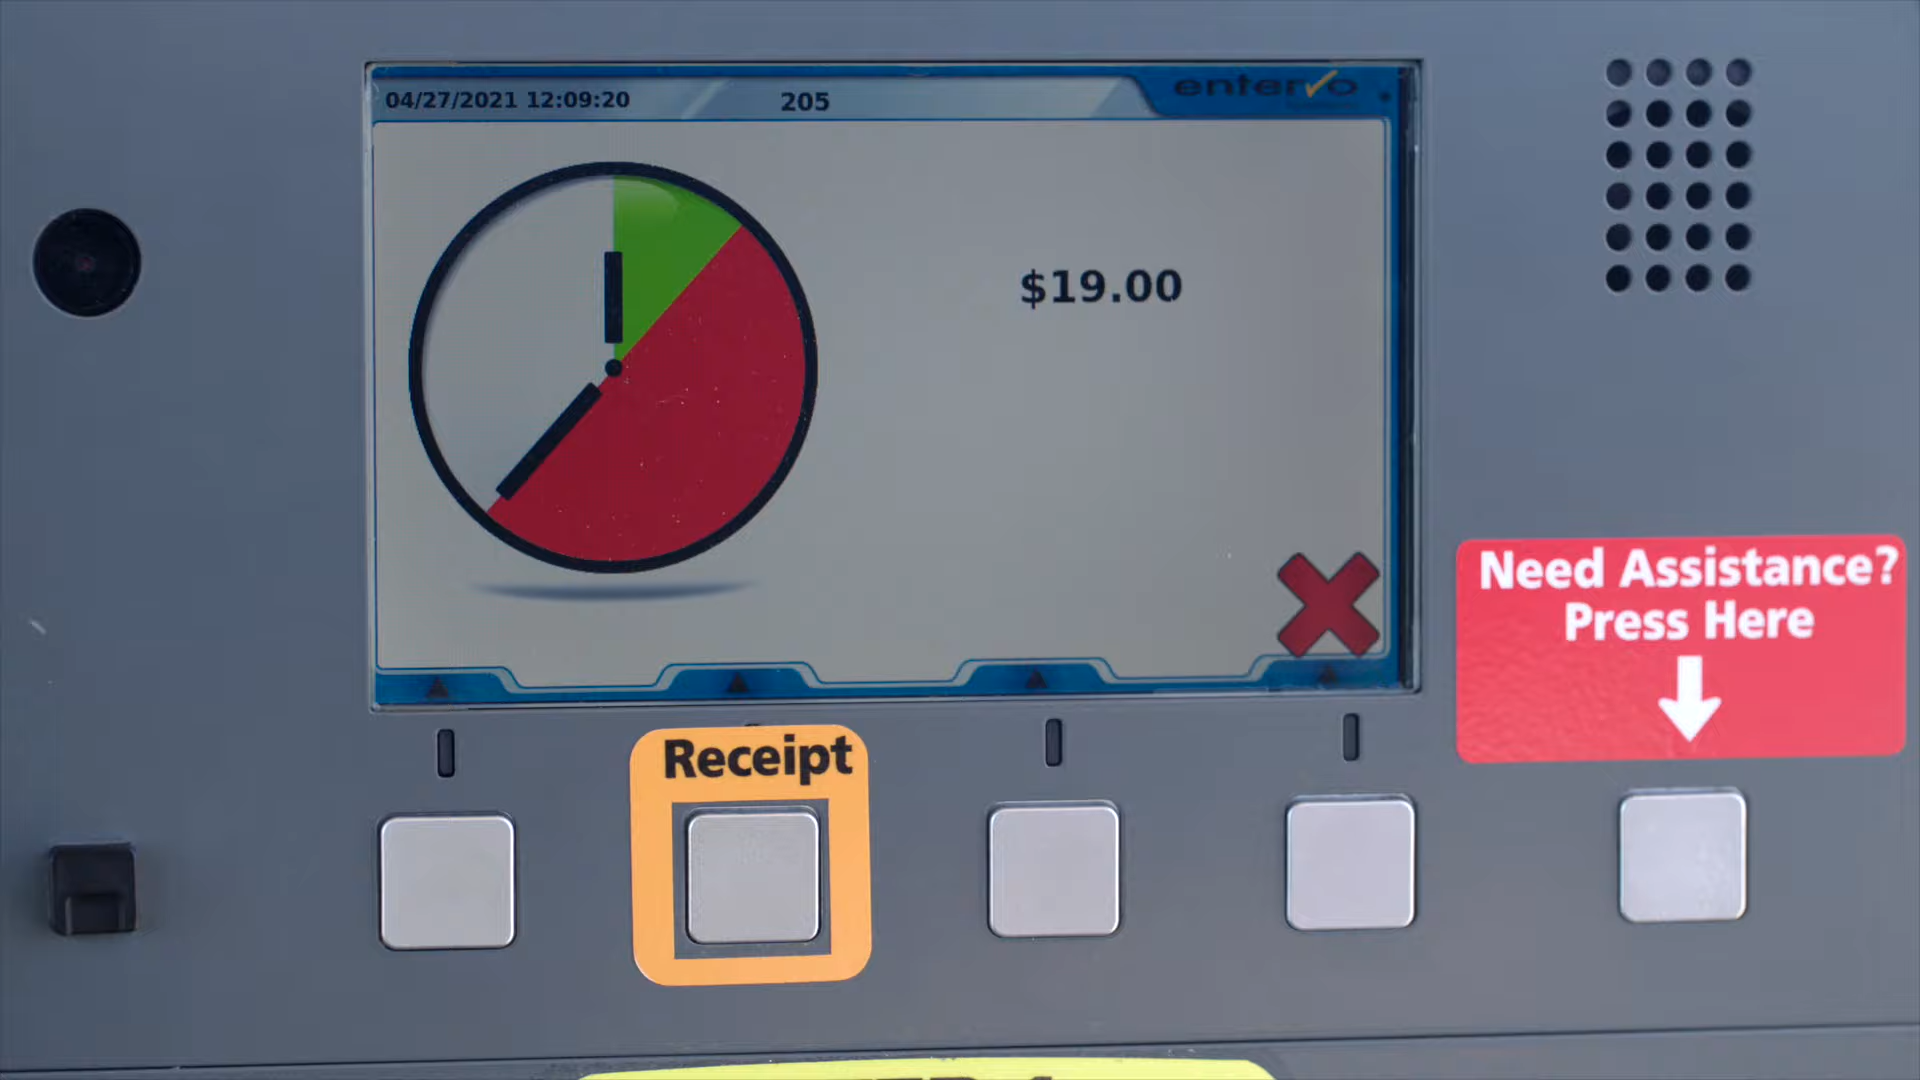 04/27/2021 12:09:20
205
entervo
$19.00
Need Assistance?
Press Here
Receipt